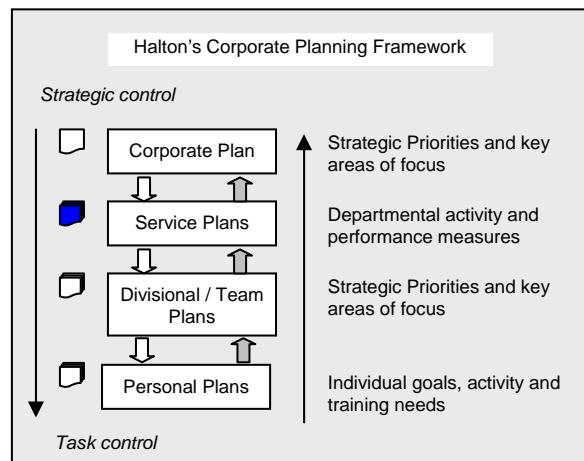 Halton's Corporate Planning Framework
Strategic control
Corporate Plan
Strategic Priorities and key
areas of focus
Service Plans
Departmental activity and
performance measures
Divisional / Team
Plans
Strategic Priorities and key
areas of focus
Personal Plans
Individual goals, activity and
training needs
Task control